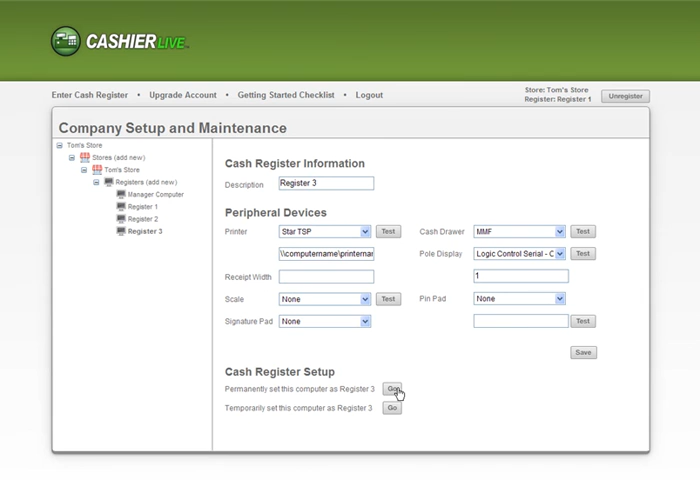 CASHIER LIVE
Enter Cash Register • Upgrade Account • Getting Started Checklist • Logout
Store: Tom's Store
Register: Register 1
Unregister
Company Setup and Maintenance
Tom's Store
Stores (add new)
Tom's Store
Registers (add new)
Manager Computer
Register 1
Register 2
Register 3
Cash Register Information
Description Register 3
Peripheral Devices
Printer Star TSP Test Cash Drawer MMF Test
\\computername\printernar Pole Display Logic Control Serial - C Test
Receipt Width 1
Scale None Test Pin Pad None
Signature Pad None Test
Save
Cash Register Setup
Permanently set this computer as Register 3 Go
Temporarily set this computer as Register 3 Go